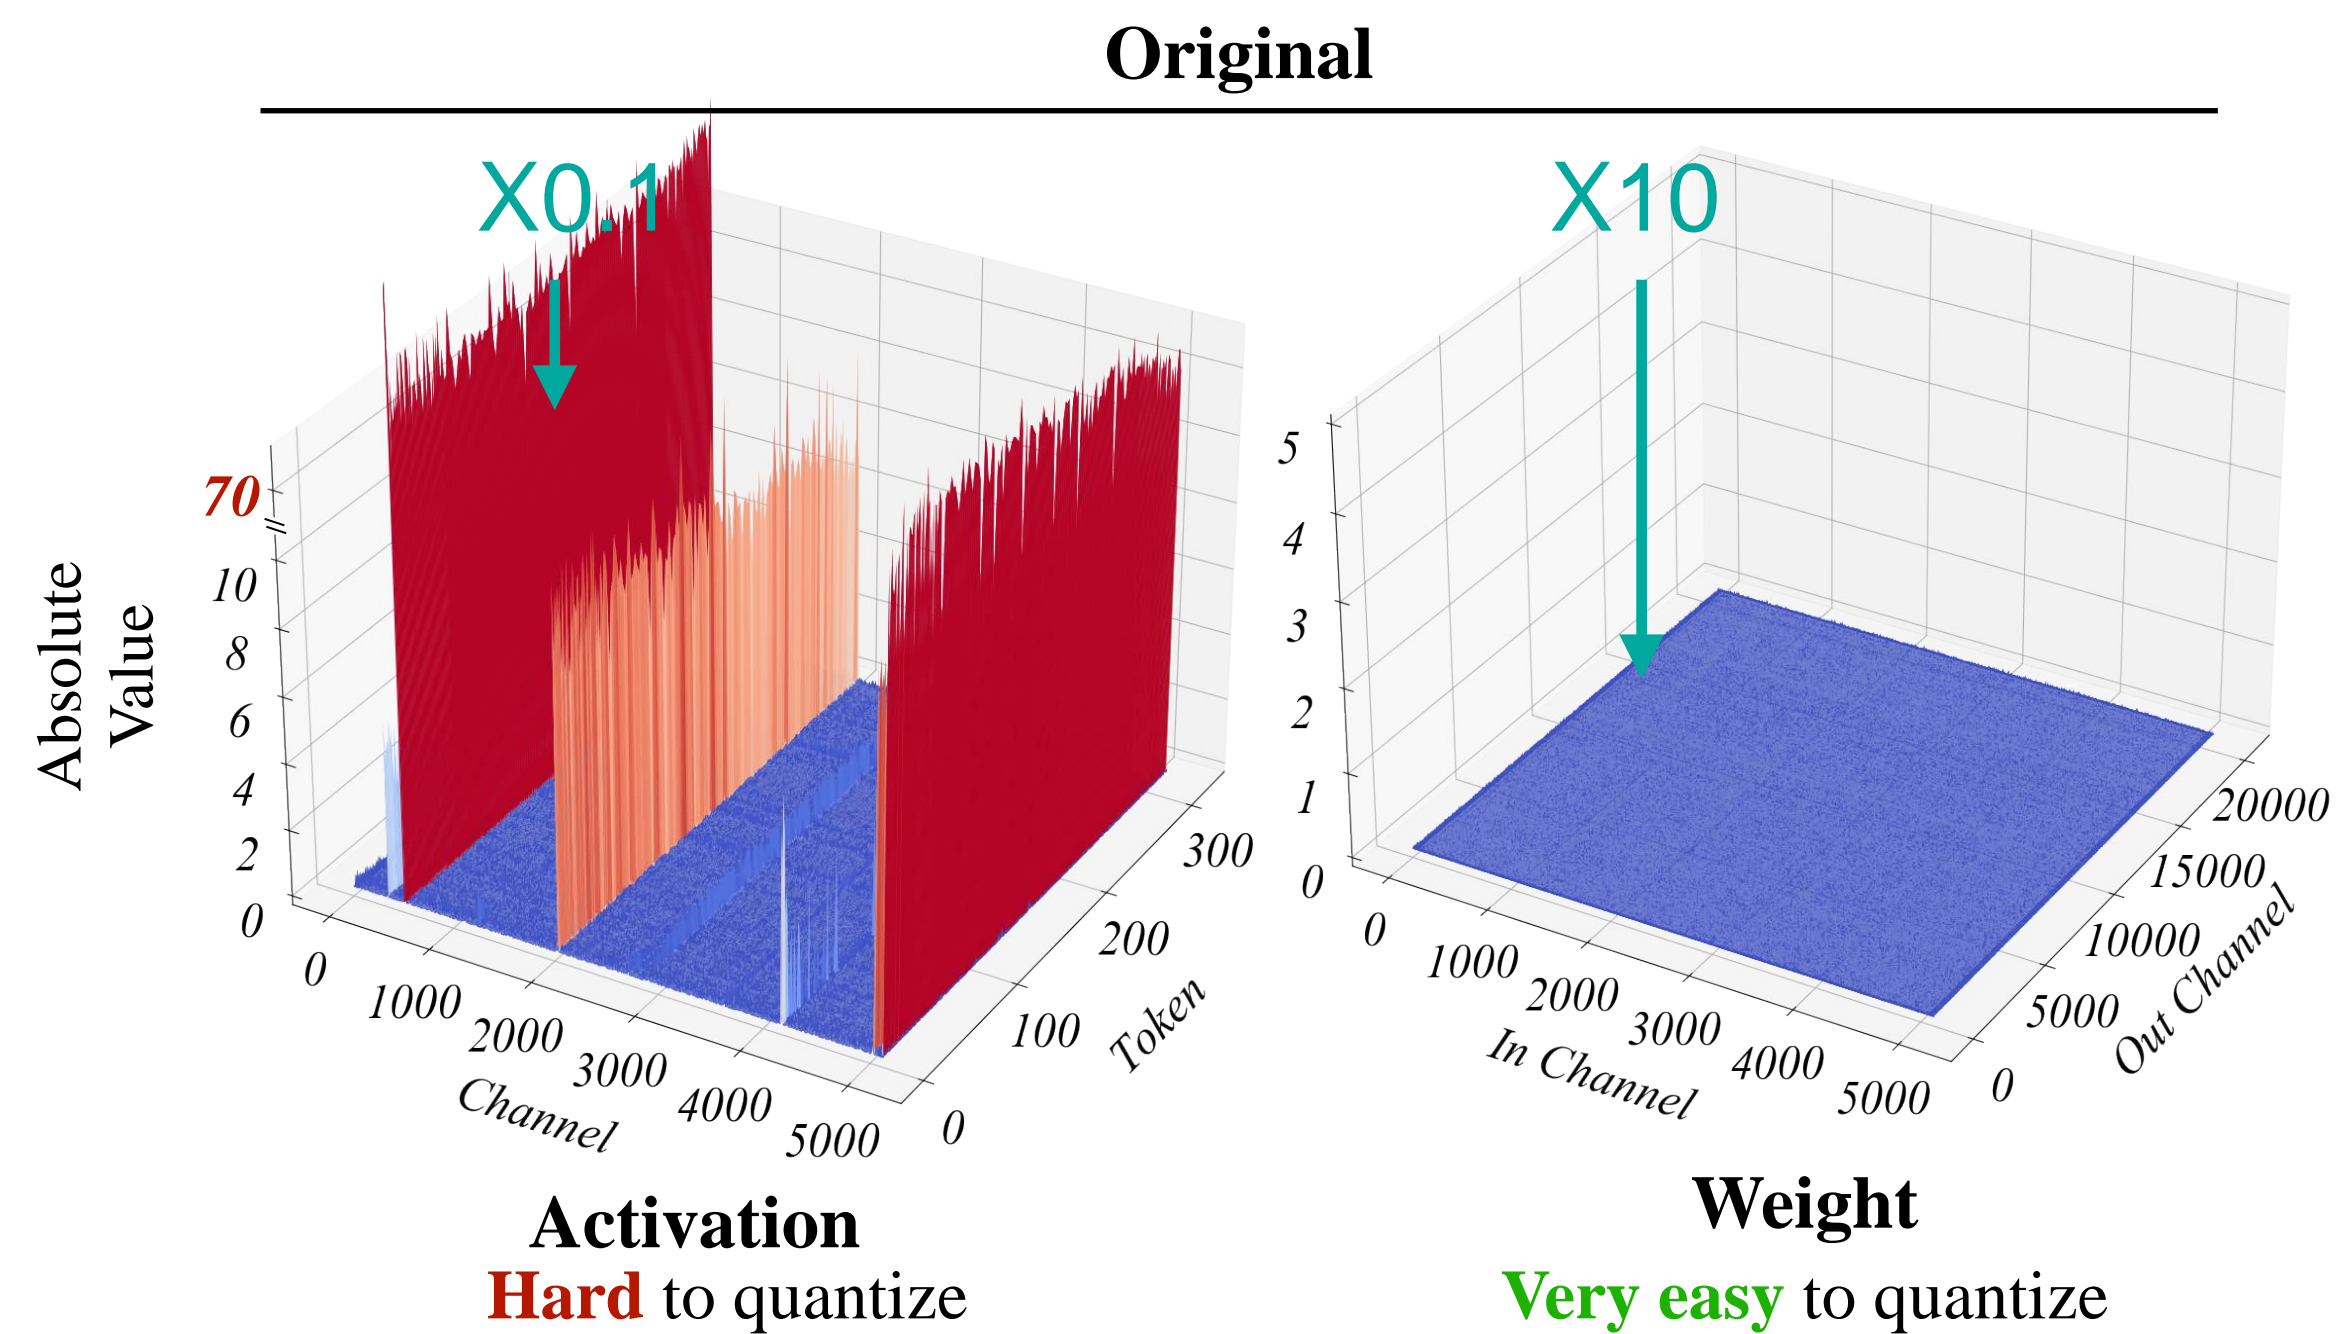 Original
X0.1
X10
70
10
8
6
4
2
0
Absolute
Value
0
1000
2000
3000
4000
5000
Channel
0
100
200
300
Token
5
4
3
2
1
0
0
1000
2000
3000
4000
5000
In Channel
0
5000
10000
15000
20000
Out Channel
Activation
Hard to quantize
Weight
Very easy to quantize